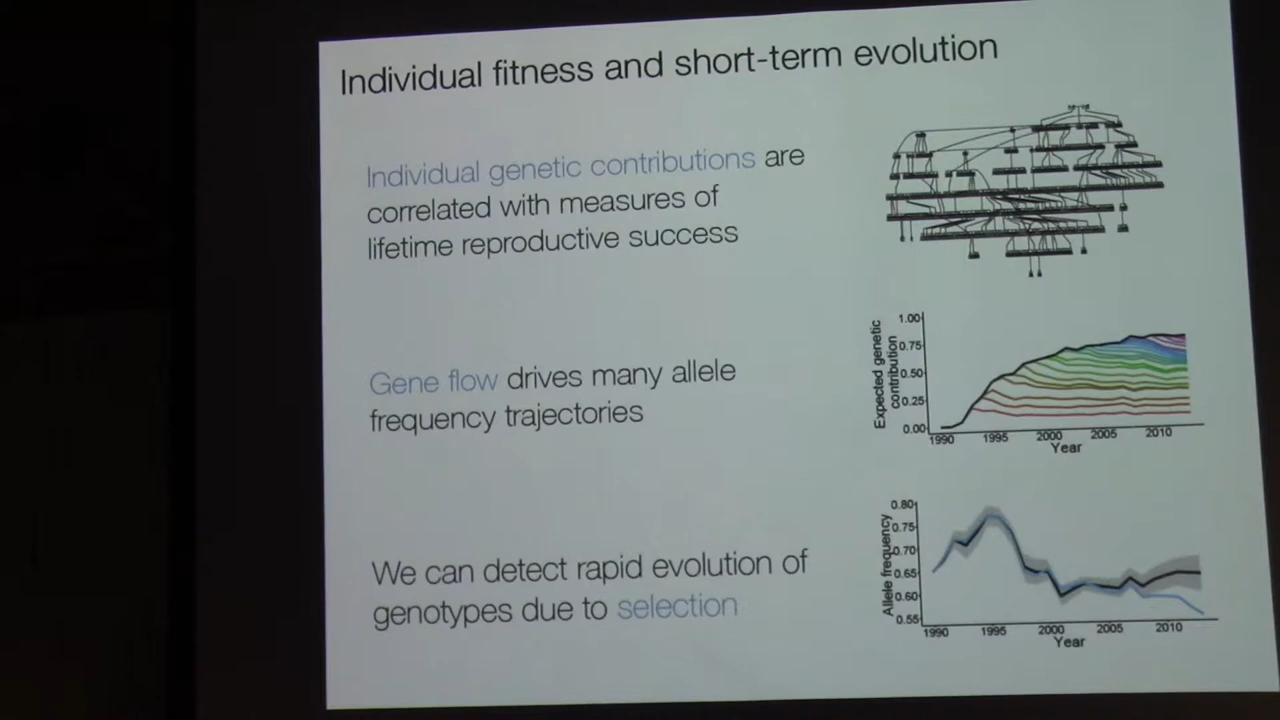 Individual fitness and short-term evolution
Individual genetic contributions are
correlated with measures of
lifetime reproductive success
Gene flow drives many allele
frequency trajectories
Expected genetic
contribution
1.00
0.75
0.50
0.25
0.00
1990 1995 2000 2005 2010
Year
We can detect rapid evolution of
genotypes due to selection
Allele frequency
0.80
0.75
0.70
0.65
0.60
0.55
1990 1995 2000 2005 2010
Year